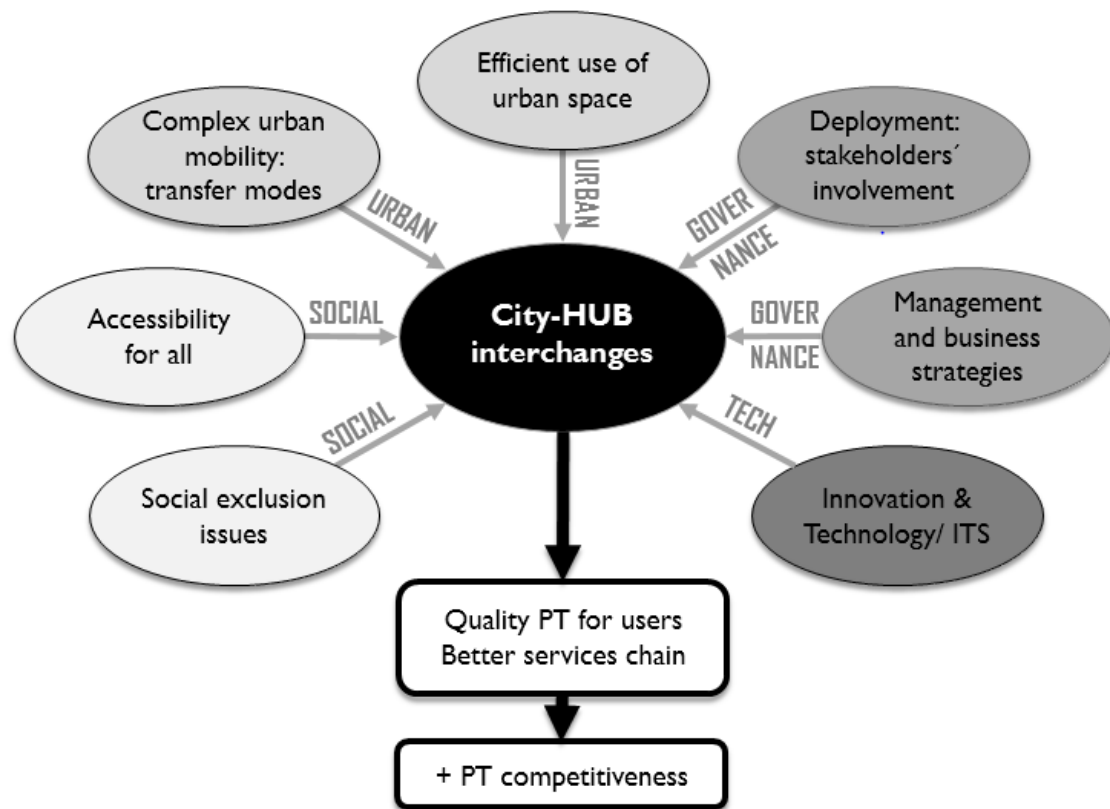 Efficient use of
urban space
Complex urban
mobility:
transfer modes
Deployment:
stakeholders´
involvement
URBAN
URBAN
GOVER
NANCE
Accessibility
for all
SOCIAL
City-HUB
interchanges
GOVER
NANCE
Management
and business
strategies
SOCIAL
TECH
Social exclusion
issues
Innovation &
Technology/ ITS
Quality PT for users
Better services chain
+ PT competitiveness